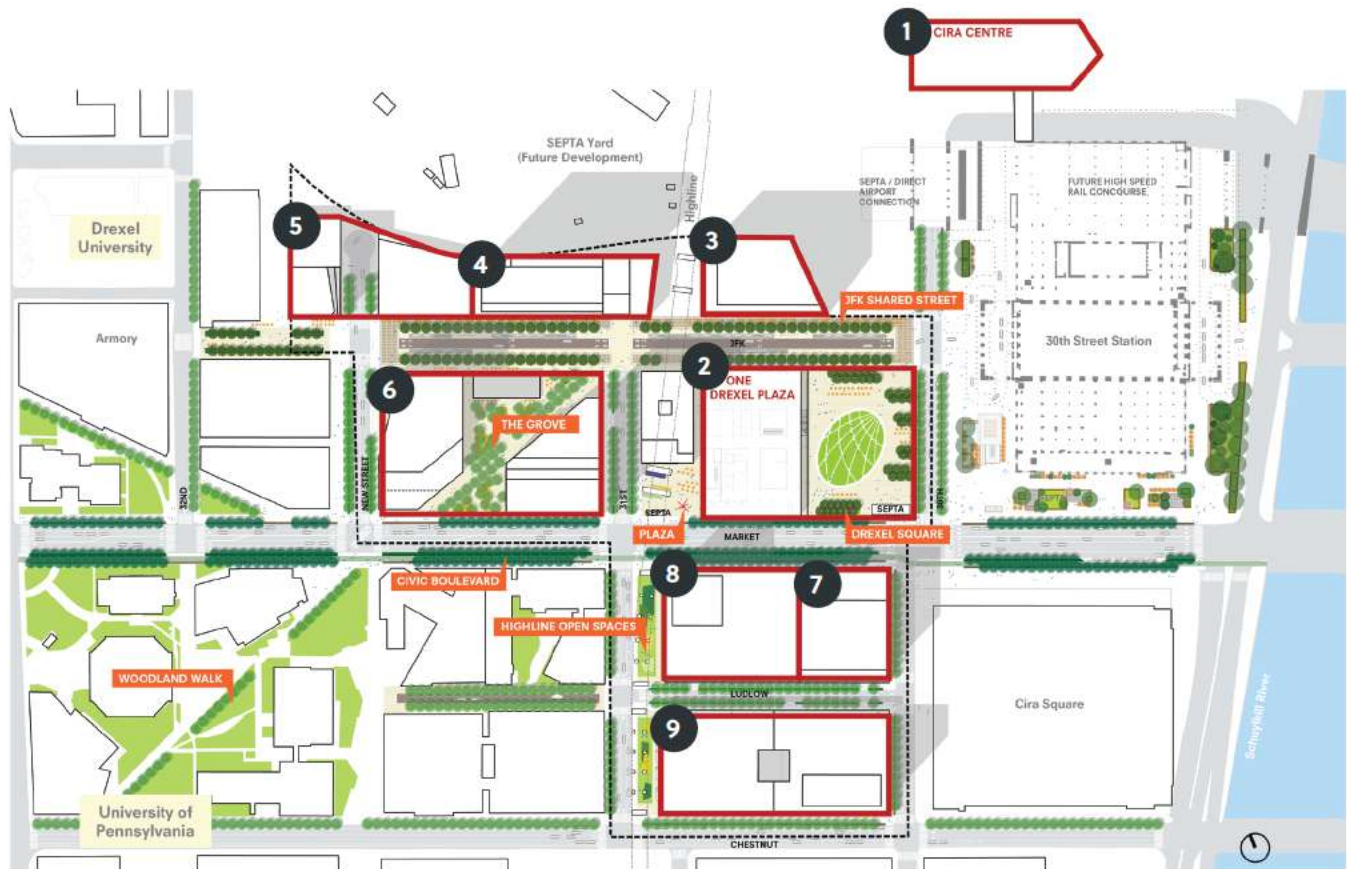 1
CIRA CENTRE
SEPTA Yard
(Future Development)
Highline
SEPTA / DIRECT
AIRPORT
CONNECTION
FUTURE HIGH SPEED
RAIL CONCOURSE
Drexel
University
5
4
3
JFK SHARED STREET
Armory
JFK
30th Street Station
6
2
ONE
DREXEL PLAZA
THE GROVE
32ND
NEW STREET
31ST
SEPTA
SEPTA
30TH
PLAZA
MARKET
DREXEL SQUARE
CIVIC BOULEVARD
8
7
HIGHLINE OPEN SPACES
WOODLAND WALK
LUDLOW
Cira Square
Schuylkill River
9
University of
Pennsylvania
CHESTNUT